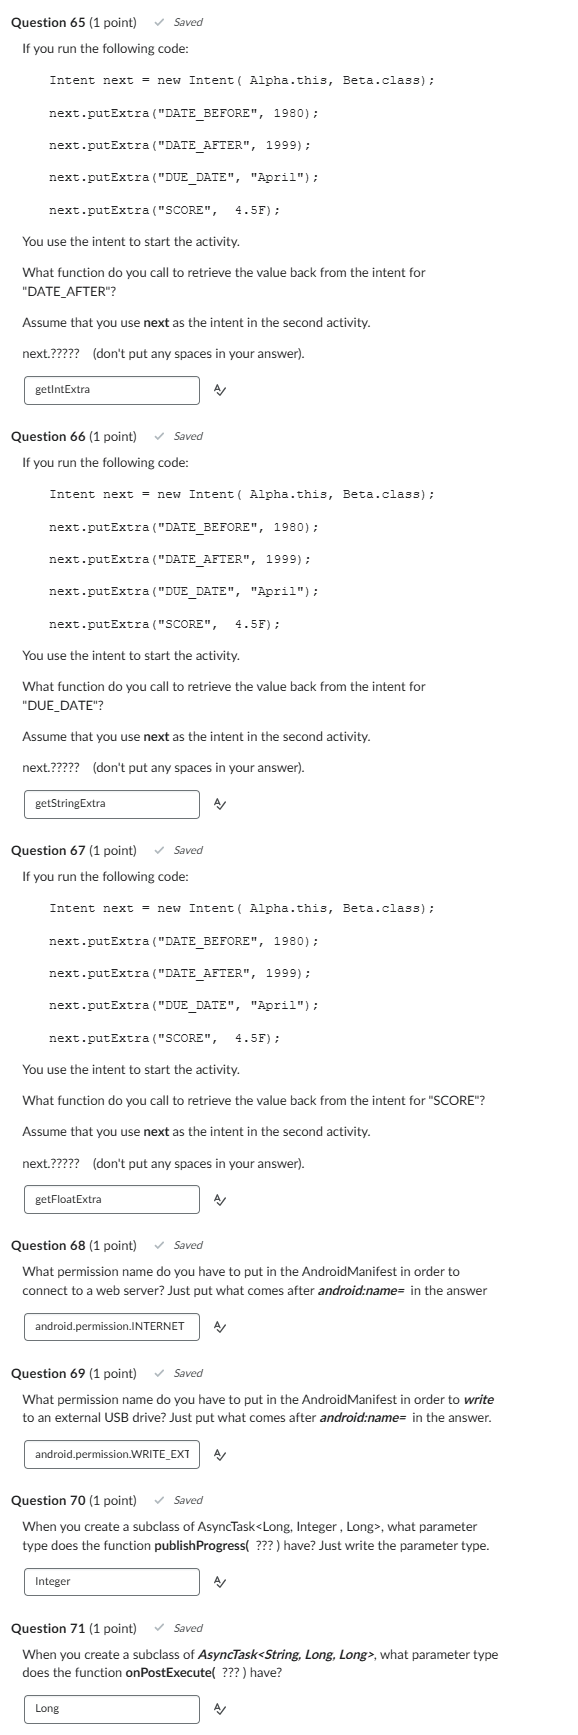 Question 65 (1 point) ✓ Saved
If you run the following code:
Intent next = new Intent( Alpha.this, Beta.class);
next.putExtra("DATE_BEFORE", 1980);
next.putExtra("DATE_AFTER", 1999);
next.putExtra("DUE_DATE", "April");
next.putExtra("SCORE",  4.5F);
You use the intent to start the activity.
What function do you call to retrieve the value back from the intent for
"DATE_AFTER"?
Assume that you use next as the intent in the second activity.
next.????? (don't put any spaces in your answer).
getIntExtra
Question 66 (1 point) ✓ Saved
If you run the following code:
Intent next = new Intent( Alpha.this, Beta.class);
next.putExtra("DATE_BEFORE", 1980);
next.putExtra("DATE_AFTER", 1999);
next.putExtra("DUE_DATE", "April");
next.putExtra("SCORE",  4.5F);
You use the intent to start the activity.
What function do you call to retrieve the value back from the intent for
"DUE_DATE"?
Assume that you use next as the intent in the second activity.
next.????? (don't put any spaces in your answer).
getStringExtra
Question 67 (1 point) ✓ Saved
If you run the following code:
Intent next = new Intent( Alpha.this, Beta.class);
next.putExtra("DATE_BEFORE", 1980);
next.putExtra("DATE_AFTER", 1999);
next.putExtra("DUE_DATE", "April");
next.putExtra("SCORE",  4.5F);
You use the intent to start the activity.
What function do you call to retrieve the value back from the intent for "SCORE"?
Assume that you use next as the intent in the second activity.
next.????? (don't put any spaces in your answer).
getFloatExtra
Question 68 (1 point) ✓ Saved
What permission name do you have to put in the AndroidManifest in order to
connect to a web server? Just put what comes after android:name= in the answer
android.permission.INTERNET
Question 69 (1 point) ✓ Saved
What permission name do you have to put in the AndroidManifest in order to write
to an external USB drive? Just put what comes after android:name= in the answer.
android.permission.WRITE_EXT
Question 70 (1 point) ✓ Saved
When you create a subclass of AsyncTask<Long, Integer , Long>, what parameter
type does the function publishProgress( ??? ) have? Just write the parameter type.
Integer
Question 71 (1 point) ✓ Saved
When you create a subclass of AsyncTask<String, Long, Long>, what parameter type
does the function onPostExecute( ??? ) have?
Long